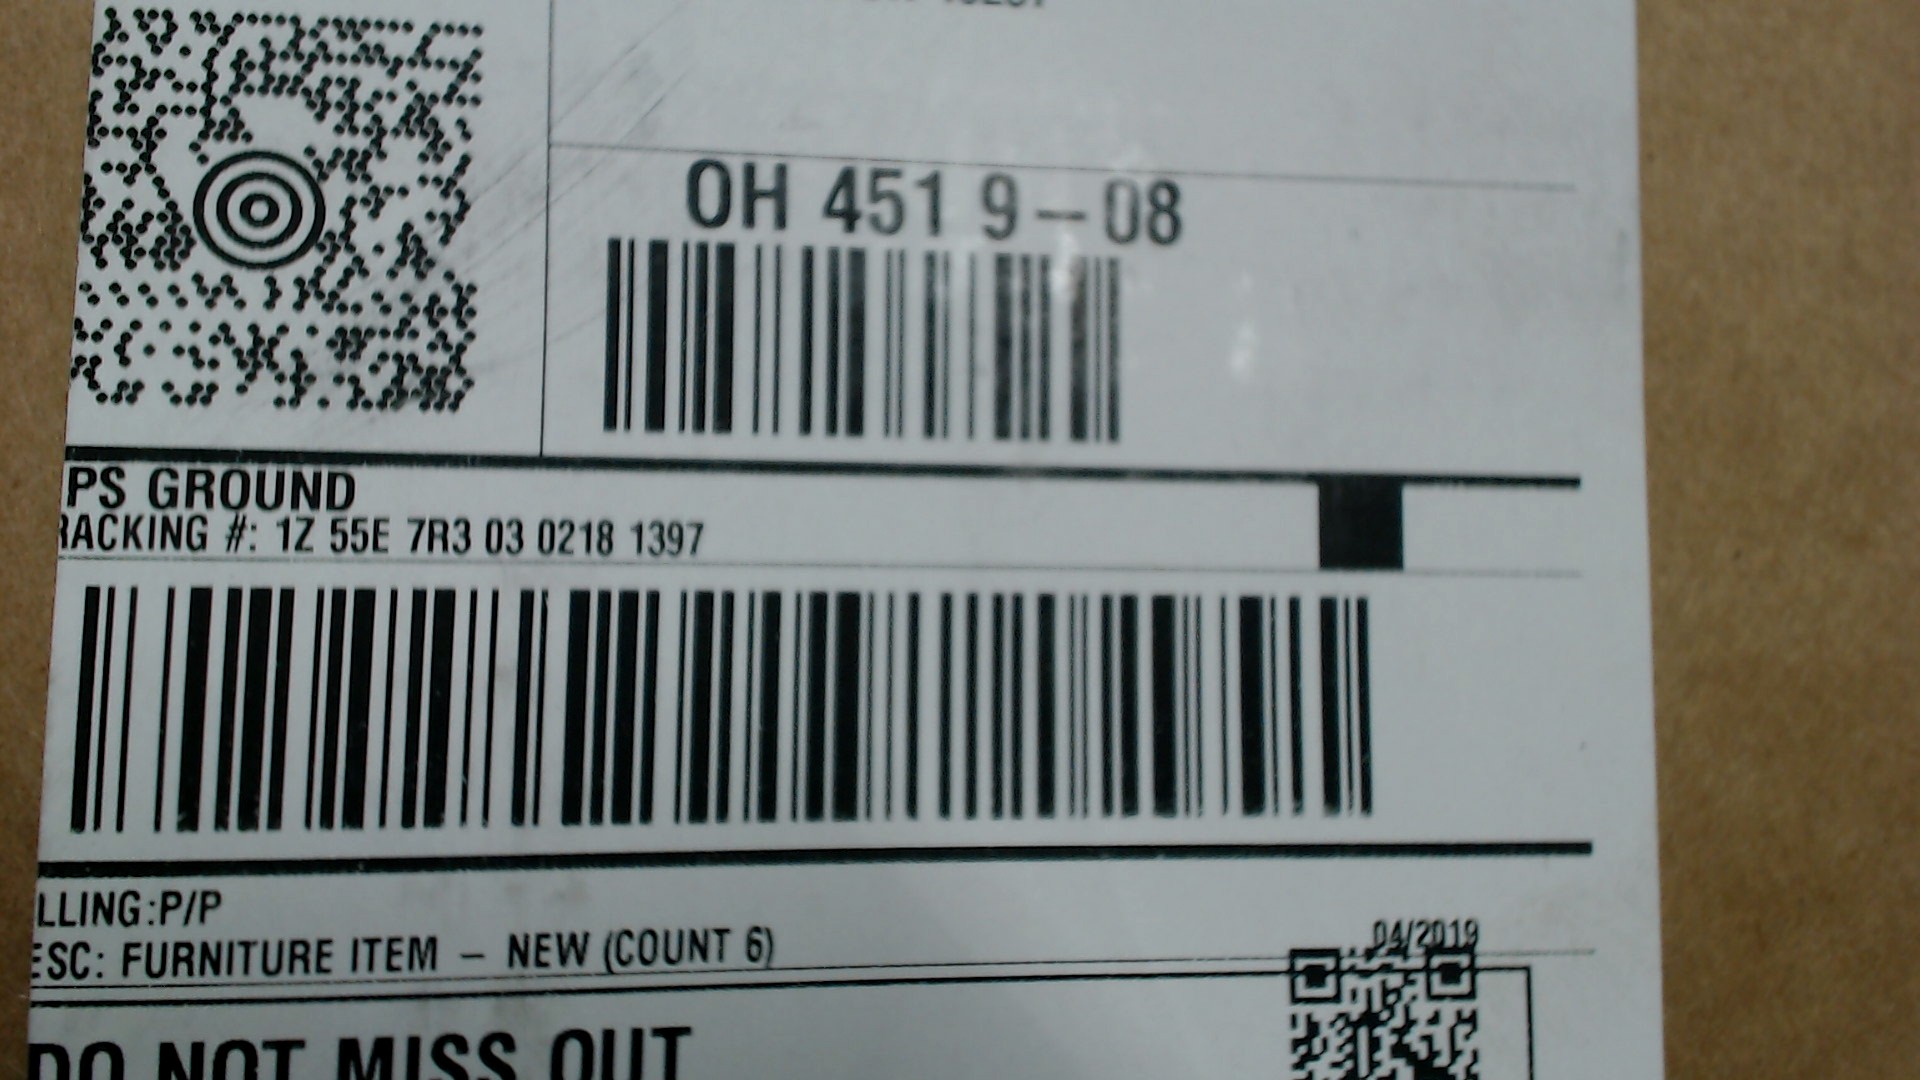 OH 451 9-08
PS GROUND
RACKING #: 1Z 55E 7R3 03 0218 1397
LLING:P/P
ESC: FURNITURE ITEM - NEW (COUNT 6)
04/2019
DO NOT MISS OUT